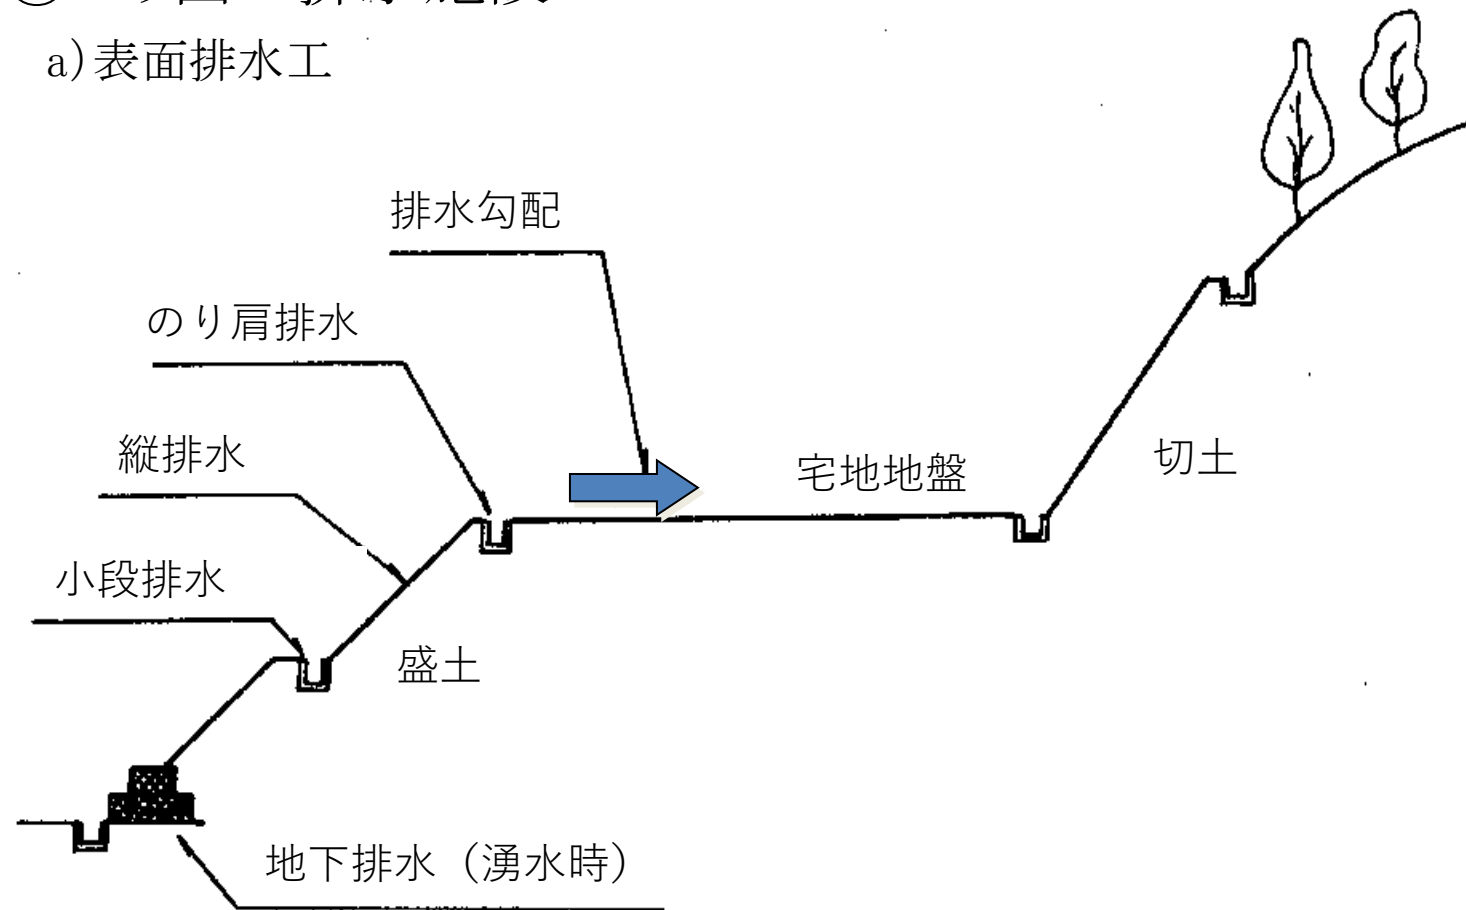 a)表面排水工
排水勾配
のり肩排水
縦排水
宅地地盤
切土
小段排水
盛土
地下排水（湧水時）